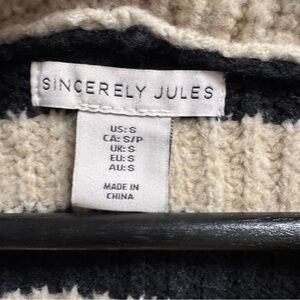 SINCERELY JULES
US: S
CA: S/P
UK: S
EU: S
AU: S
MADE IN
CHINA